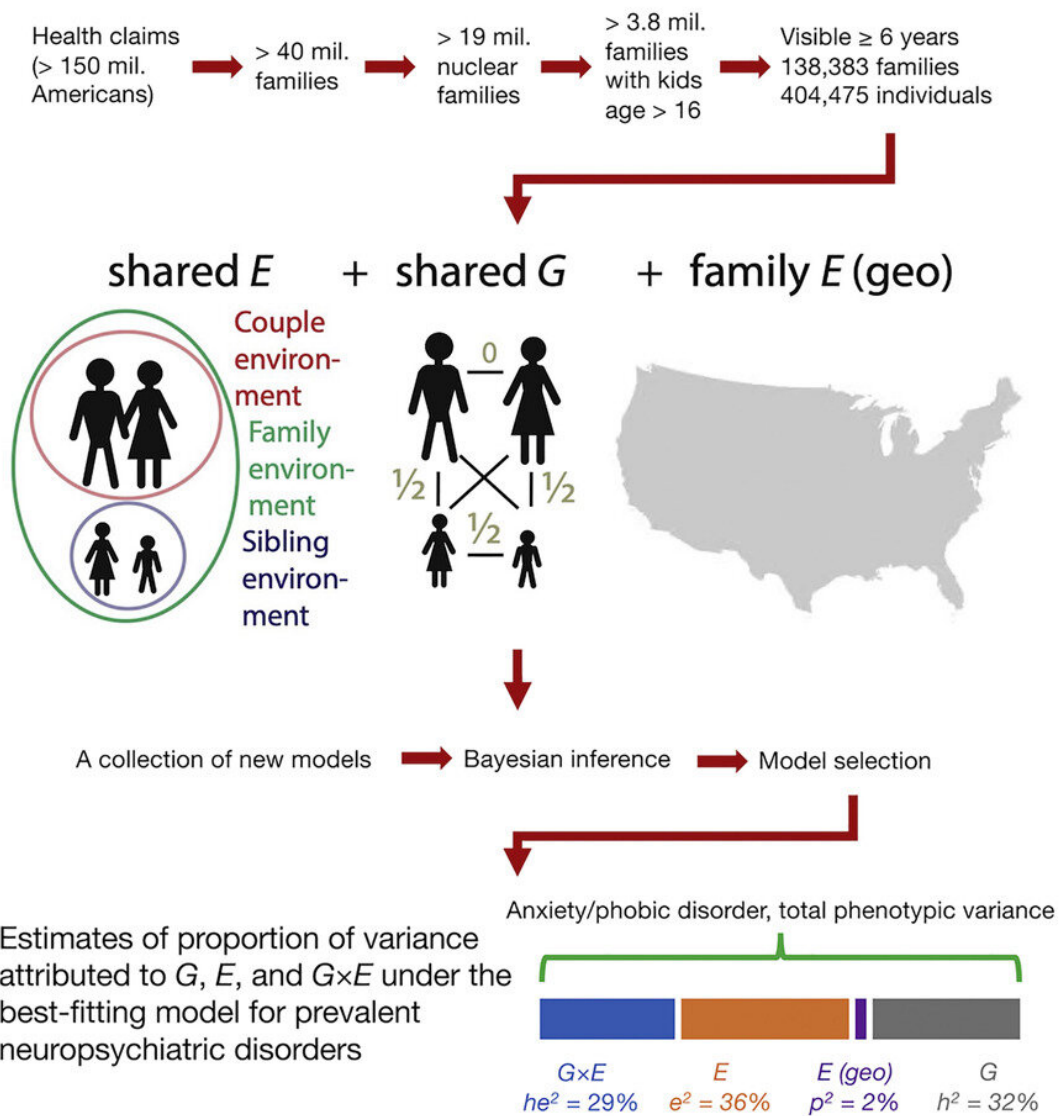 Health claims
(> 150 mil.
Americans)
> 40 mil.
families
> 19 mil.
nuclear
families
> 3.8 mil.
families
with kids
age > 16
Visible ≥ 6 years
138,383 families
404,475 individuals
shared E + shared G + family E (geo)
Couple
environ-
ment
Family
environ-
ment
Sibling
environ-
ment
0
½
½
½
A collection of new models
Bayesian inference
Model selection
Estimates of proportion of variance
attributed to G, E, and G×E under the
best-fitting model for prevalent
neuropsychiatric disorders
Anxiety/phobic disorder, total phenotypic variance
G×E
he² = 29%
E
e² = 36%
E (geo)
p² = 2%
G
h² = 32%